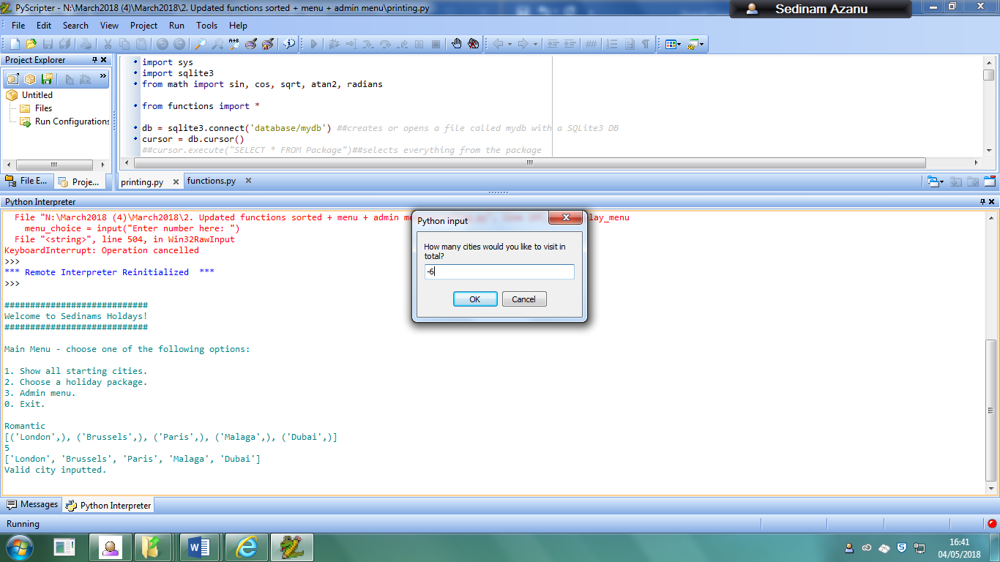 PyScripter - N:\March2018 (4)\March2018\2. Updated functions sorted + menu + admin menu\printing.py
Sedinam Azanu
File Edit Search View Project Run Tools Help
Project Explorer
Untitled
Files
Run Configurations
import sys
import sqlite3
from math import sin, cos, sqrt, atan2, radians
from functions import *
db = sqlite3.connect('database/mydb') ##creates or opens a file called mydb with a SQLite3 DB
cursor = db.cursor()
##cursor.execute("SELECT * FROM Package")##selects everything from the package
File E... Proje...
printing.py functions.py
Python Interpreter
File "N:\March2018 (4)\March2018\2. Updated functions sorted + menu + admin me lay_menu
menu_choice = input("Enter number here: ")
File "<string>", line 504, in Win32RawInput
KeyboardInterrupt: Operation cancelled
>>>
*** Remote Interpreter Reinitialized ***
>>>
############################
Welcome to Sedinams Holdays!
############################
Main Menu - choose one of the following options:
1. Show all starting cities.
2. Choose a holiday package.
3. Admin menu.
0. Exit.
Romantic
[('London',), ('Brussels',), ('Paris',), ('Malaga',), ('Dubai',)]
5
['London', 'Brussels', 'Paris', 'Malaga', 'Dubai']
Valid city inputted.
Python input
How many cities would you like to visit in
total?
-6
OK Cancel
Messages Python Interpreter
Running
16:41
04/05/2018